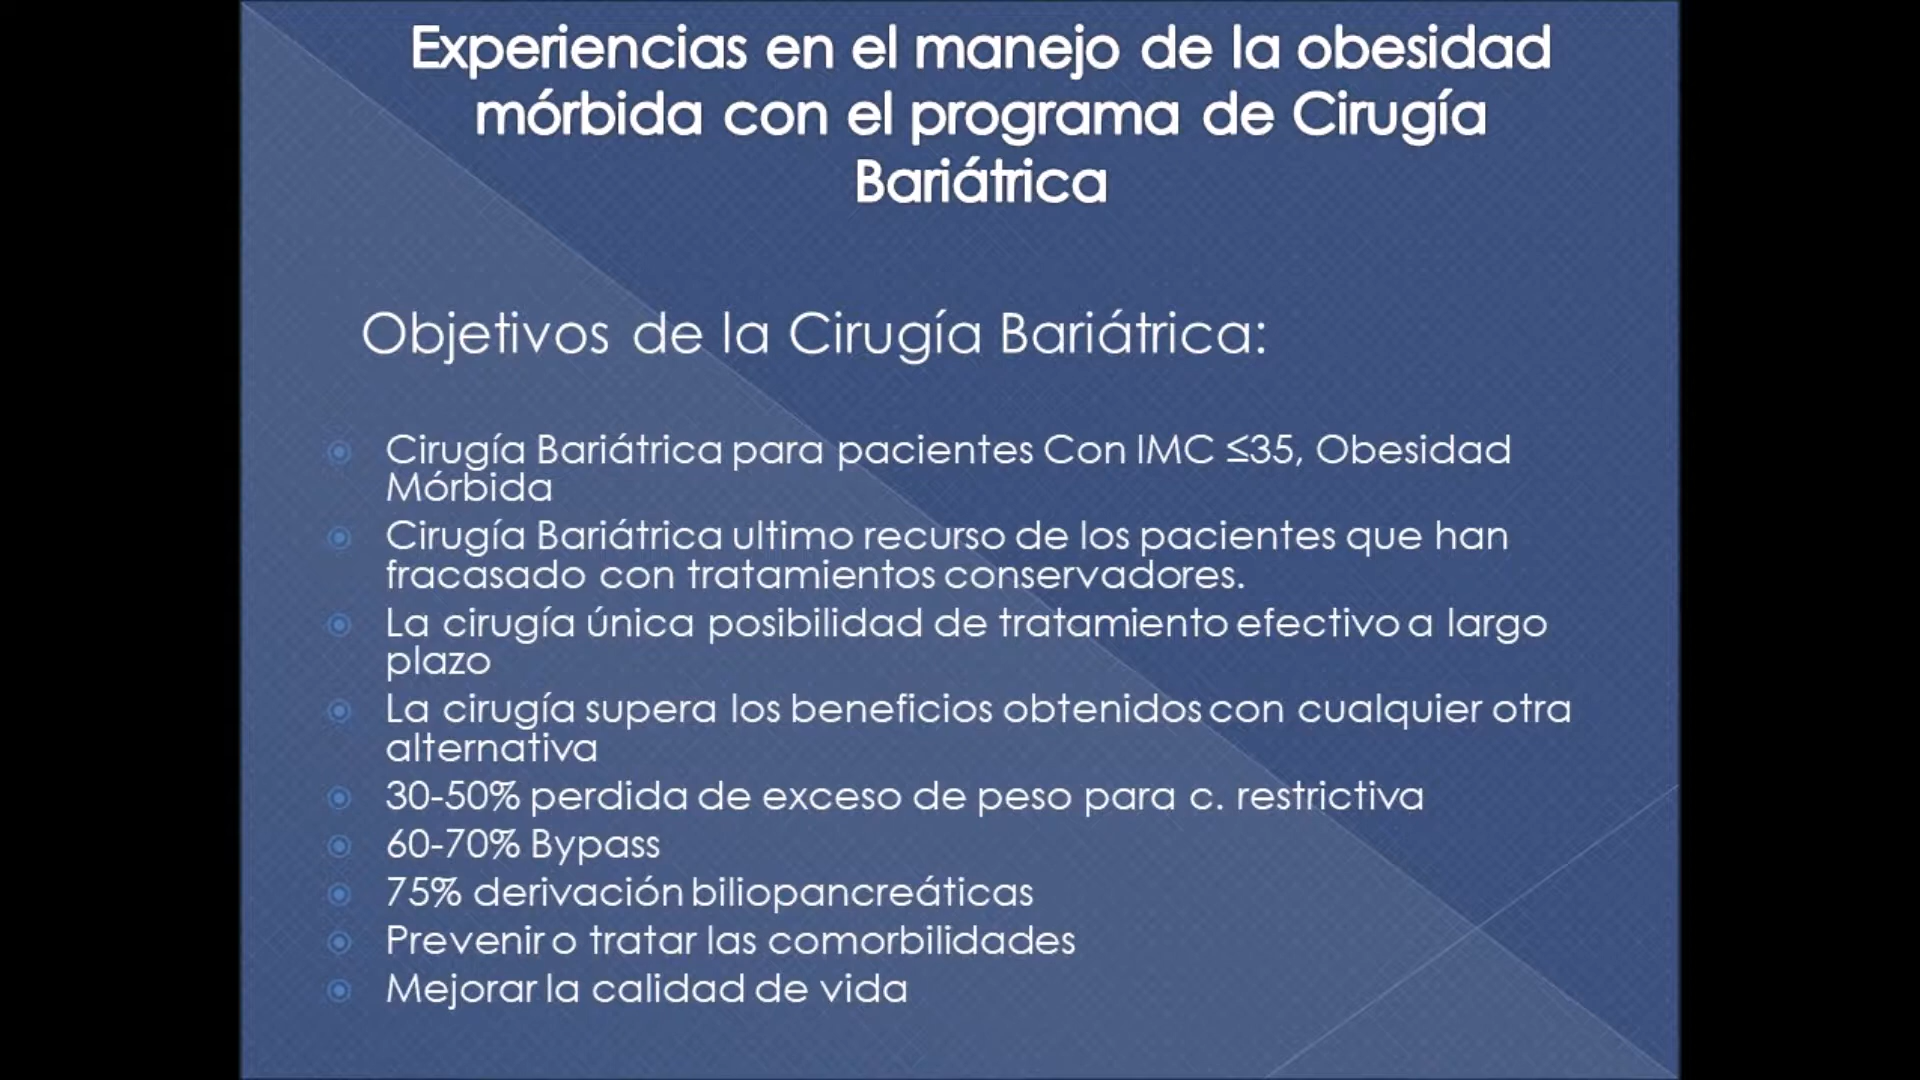 Experiencias en el manejo de la obesidad
mórbida con el programa de Cirugía
Bariátrica
Objetivos de la Cirugía Bariátrica:
Cirugía Bariátrica para pacientes Con IMC ≤35, Obesidad
Mórbida
Cirugía Bariátrica ultimo recurso de los pacientes que han
fracasado con tratamientos conservadores.
La cirugía única posibilidad de tratamiento efectivo a largo
plazo
La cirugía supera los beneficios obtenidos con cualquier otra
alternativa
30-50% perdida de exceso de peso para c. restrictiva
60-70% Bypass
75% derivación biliopancreáticas
Prevenir o tratar las comorbilidades
Mejorar la calidad de vida